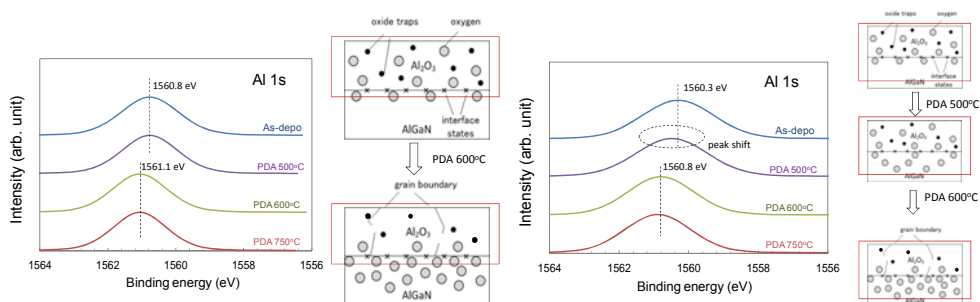 Al 1s
1560.8 eV
As-depo
PDA 500°C
1561.1 eV
PDA 600°C
PDA 750°C
Intensity (arb. unit)
1564 1562 1560 1558 1556
Binding energy (eV)
oxide traps
oxygen
Al2O3
interface
states
AlGaN
PDA 600°C
grain boundary
Al2O3
AlGaN
Al 1s
1560.3 eV
As-depo
peak shift
PDA 500°C
1560.8 eV
PDA 600°C
PDA 750°C
Intensity (arb. unit)
1564 1562 1560 1558 1556
Binding energy (eV)
oxide traps
oxygen
Al2O3
interface
states
AlGaN
PDA 500°C
Al2O3
AlGaN
PDA 600°C
grain boundary
Al2O3
AlGaN